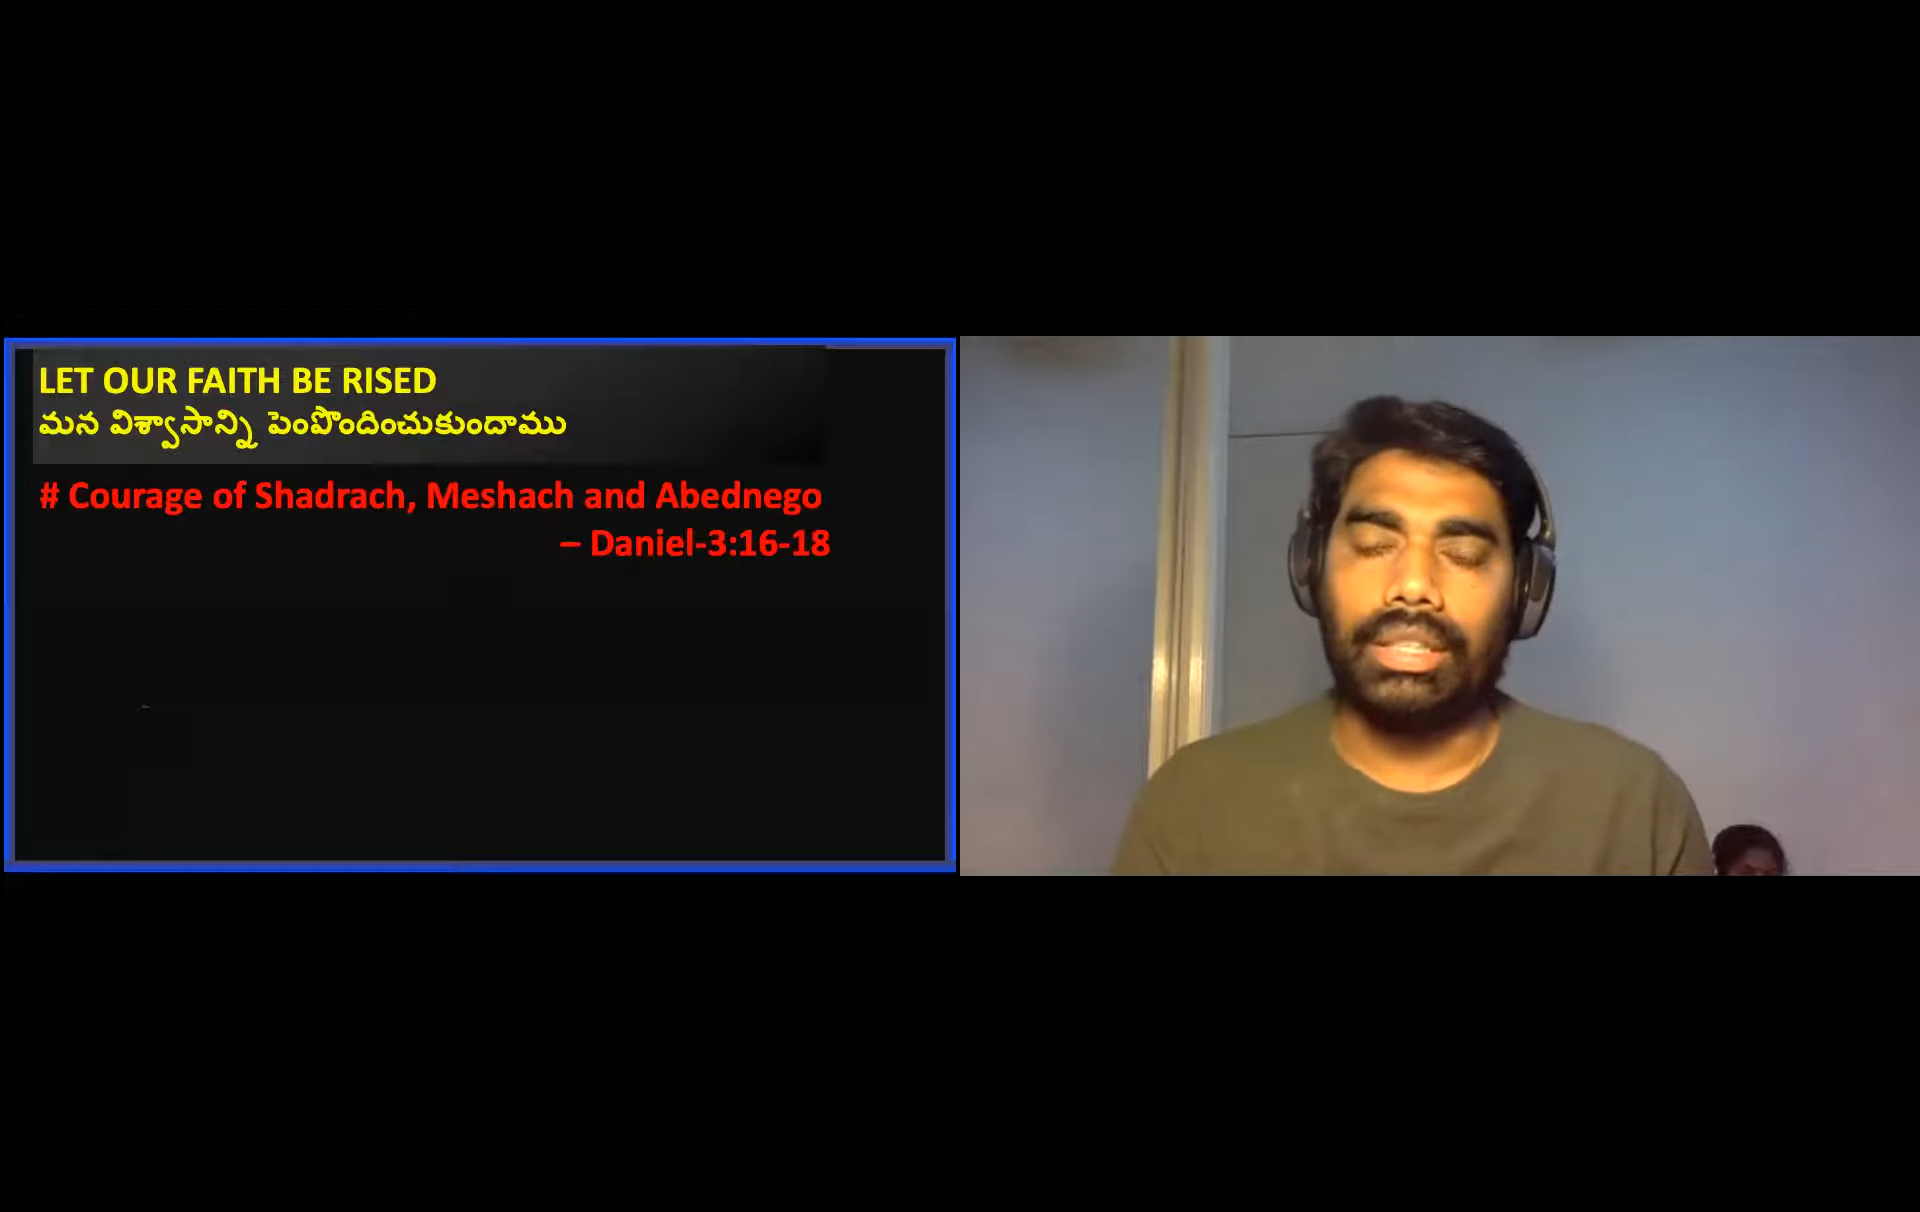 LET OUR FAITH BE RISED
మన విశ్వాసాన్ని పెంపొందించుకుందాము
# Courage of Shadrach, Meshach and Abednego
– Daniel-3:16-18